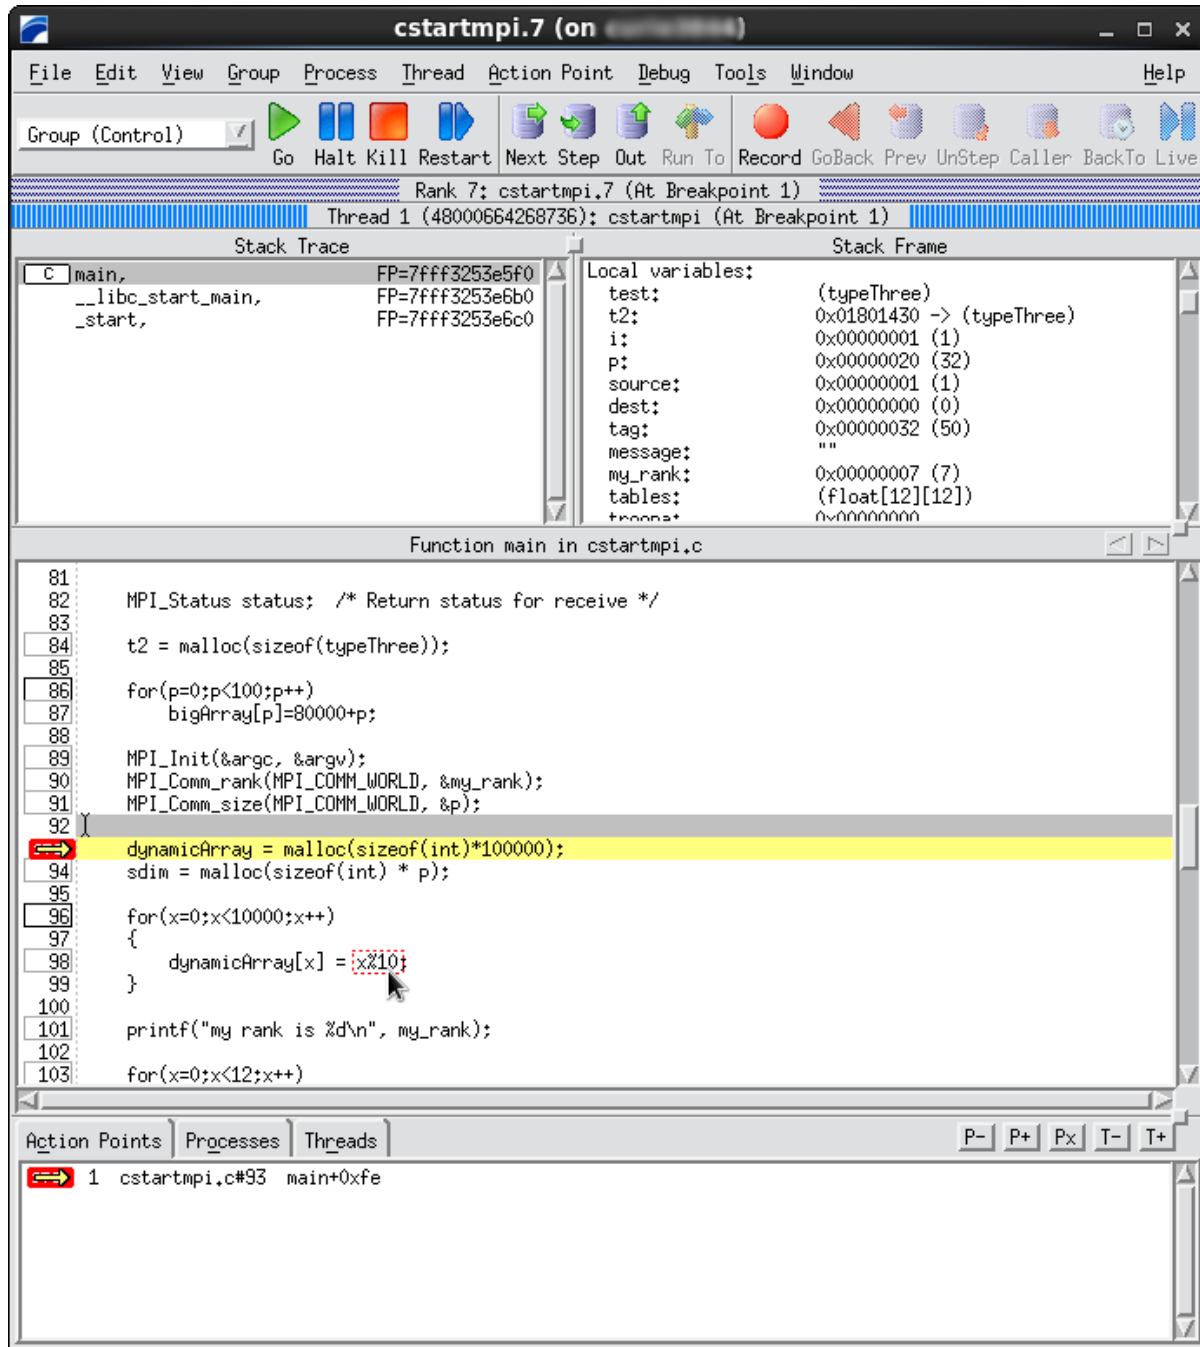 cstartmpi.7 (on )
File Edit View Group Process Thread Action Point Debug Tools Window Help
Group (Control) Go Halt Kill Restart Next Step Out Run To Record GoBack Prev UnStep Caller BackTo Live
Rank 7: cstartmpi.7 (At Breakpoint 1)
Thread 1 (48000664268736): cstartmpi (At Breakpoint 1)
Stack Trace
C main, FP=7fff3253e5f0
__libc_start_main, FP=7fff3253e6b0
_start, FP=7fff3253e6c0
Stack Frame
Local variables:
test: (typeThree)
t2: 0x01801430 -> (typeThree)
i: 0x00000001 (1)
p: 0x00000020 (32)
source: 0x00000001 (1)
dest: 0x00000000 (0)
tag: 0x00000032 (50)
message: ""
my_rank: 0x00000007 (7)
tables: (float[12][12])
0x00000000
Function main in cstartmpi.c
81
82 MPI_Status status; /* Return status for receive */
83
84 t2 = malloc(sizeof(typeThree));
85
86 for(p=0;p<100;p++)
87 bigArray[p]=80000+p;
88
89 MPI_Init(&argc, &argv);
90 MPI_Comm_rank(MPI_COMM_WORLD, &my_rank);
91 MPI_Comm_size(MPI_COMM_WORLD, &p);
92
dynamicArray = malloc(sizeof(int)*100000);
94 sdim = malloc(sizeof(int) * p);
95
96 for(x=0;x<10000;x++)
97 {
98 dynamicArray[x] = x%10;
99 }
100
101 printf("my rank is %d\n", my_rank);
102
103 for(x=0;x<12;x++)
Action Points Processes Threads P- P+ Px T- T+
1 cstartmpi.c#93 main+0xfe